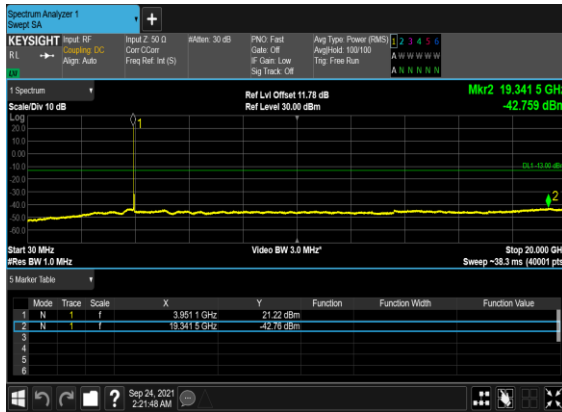 Spectrum Analyzer 1
Swept SA
+
KEYSIGHT Input: RF Input Z: 50 Ω #Atten: 30 dB PNO: Fast Avg Type: Power (RMS) 1 2 3 4 5 6
RL Coupling: DC Corr CCorr Gate: Off Avg|Hold: 100/100 A W W W W W
Align: Auto Freq Ref: Int (S) IF Gain: Low Trig: Free Run
Sig Track: Off A N N N N N
1 Spectrum Ref Lvl Offset 11.78 dB Mkr2 19.341 5 GHz
Scale/Div 10 dB Ref Level 30.00 dBm -42.759 dBm
Log
20.0
10.0
0.00
-10.0
-20.0
-30.0
-40.0
-50.0
-60.0
1
DL1 -13.00 dBm
2
Start 30 MHz Video BW 3.0 MHz* Stop 20.000 GHz
#Res BW 1.0 MHz Sweep ~38.3 ms (40001 pts)
5 Marker Table
Mode Trace Scale X Y Function Function Width Function Value
1 N 1 f 3.951 1 GHz 21.22 dBm
2 N 1 f 19.341 5 GHz -42.76 dBm
3
4
5
6
? Sep 24, 2021
2:21:48 AM